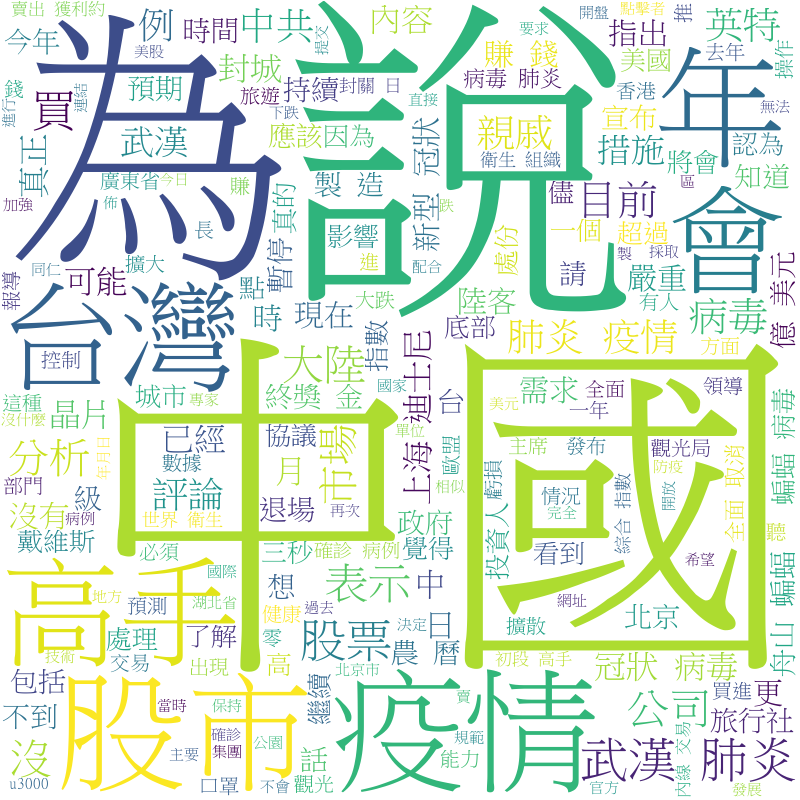 賣出 獲利約
例
中共
內容
開盤
點擊者
推
英特
今年
美股
時間
提交
賺 錢
要求
指出
美國
去年
操作
錢
預期
封城
持續
封關 日
病毒 肺炎
為
說
年
進行
連結
買
旅遊
直接
宣布
香港
無法
武漢
下跌
應該因為
冠狀
親戚
措施
認為
真正
廣東省
今日
製 造
衛生 組織
將會
知道
賺
真的
新型
儘
目前
區
會
加強
佈
影響
處份
一個
超過
長
暫停
進
跌
製
採取
同仁
擴大
配合
請
嚴重
報導
可能
點
大跌
陸客
有人
病毒
億 美元
台灣
時
現在
指數
底部
肺炎 疫情
方面
控制
大陸
國家
迪士尼
需求
全面
領導
這種
城市
終獎 金
美元
台
一年
沒什麼
專家
晶片
已經
協議
單位
市場
上海
歐盟
主席
發布
觀光局
病毒
年月日
分析
數據
月
相似
虧損
防疫
取消
部門
級
評論
退場
再次
投資人
情況
開放
全面
蝙蝠
沒有
病例
中國
世界 衛生
政府
完全
綜合 指數
聽
戴維斯
必須
三秒
確診 病例
覺得
看到
希望
蝙蝠
高手
國際
想
表示
中
網址
地方
預測
湖北省
健康
過去
決定
日
擴散
北京
舟山
處理
了解
零
股票
農 曆
技術
交易
出現
高
北京市
初段 高手
冠狀 病毒
包括
股市
當時
保持
繼續
疫情
賣
公司
買進
更
不到
確診
集團
公園
規範
旅行社
沒
主要
話
能力
武漢 肺炎
內線 交易
u3000
口罩
觀光
不會
官方
發展